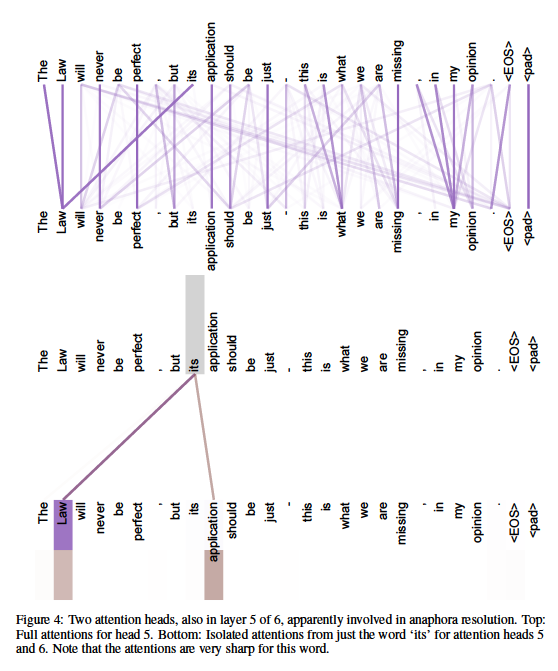 The Law will never be perfect , but its application should be just - this is what we are missing , in my opinion . <EOS> <pad>
The Law will never be perfect , but its application should be just - this is what we are missing , in my opinion . <EOS> <pad>
The Law will never be perfect , but its application should be just - this is what we are missing , in my opinion . <EOS> <pad>
The Law will never be perfect , but its application should be just - this is what we are missing , in my opinion . <EOS> <pad>
Figure 4: Two attention heads, also in layer 5 of 6, apparently involved in anaphora resolution. Top:
Full attentions for head 5. Bottom: Isolated attentions from just the word ‘its’ for attention heads 5
and 6. Note that the attentions are very sharp for this word.